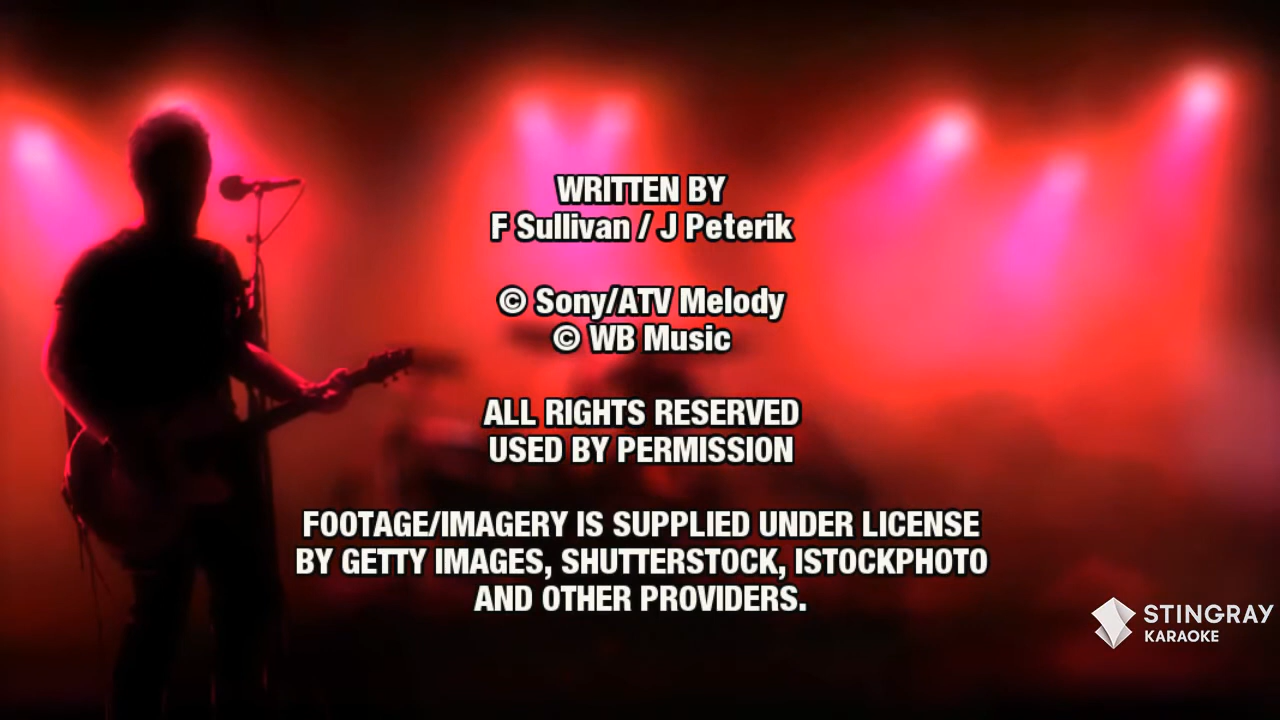 WRITTEN BY
F Sullivan / J Peterik
© Sony/ATV Melody
© WB Music
ALL RIGHTS RESERVED
USED BY PERMISSION
FOOTAGE/IMAGERY IS SUPPLIED UNDER LICENSE
BY GETTY IMAGES, SHUTTERSTOCK, ISTOCKPHOTO
AND OTHER PROVIDERS.
STINGRAY
KARAOKE